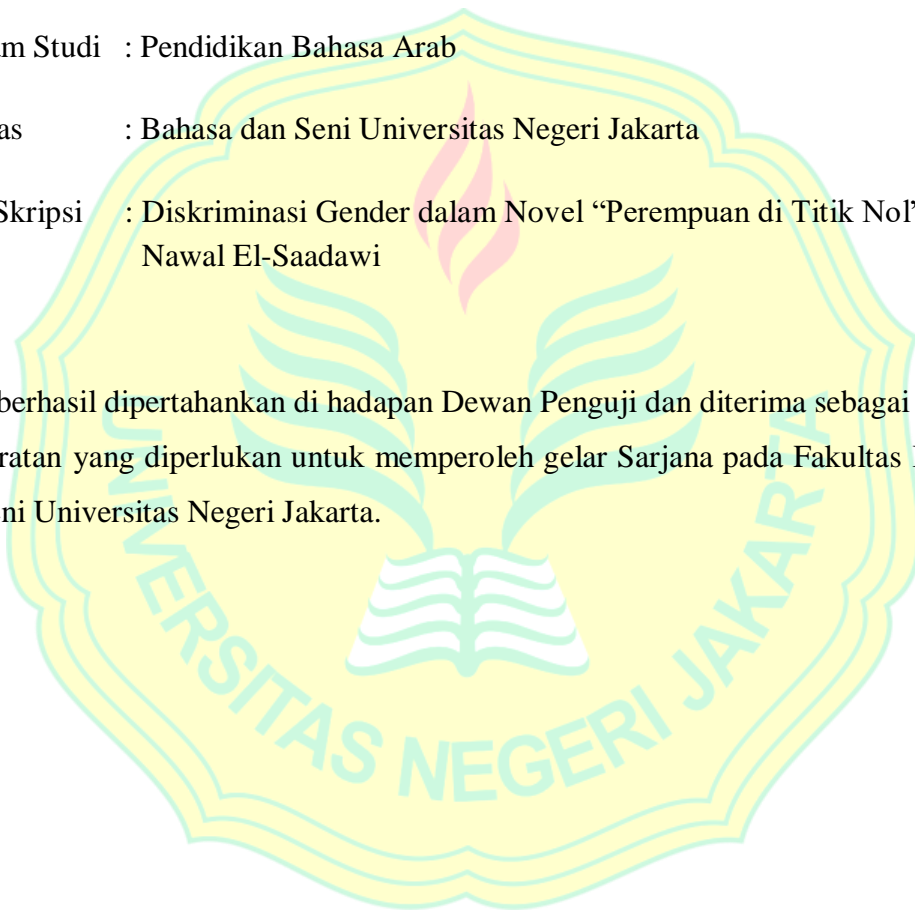 am Studi : Pendidikan Bahasa Arab
as : Bahasa dan Seni Universitas Negeri Jakarta
Skripsi : Diskriminasi Gender dalam Novel “Perempuan di Titik Nol”
Nawal El-Saadawi
berhasil dipertahankan di hadapan Dewan Penguji dan diterima sebagai
ratan yang diperlukan untuk memperoleh gelar Sarjana pada Fakultas
ni Universitas Negeri Jakarta.
UNIVERSITAS NEGERI JAKARTA